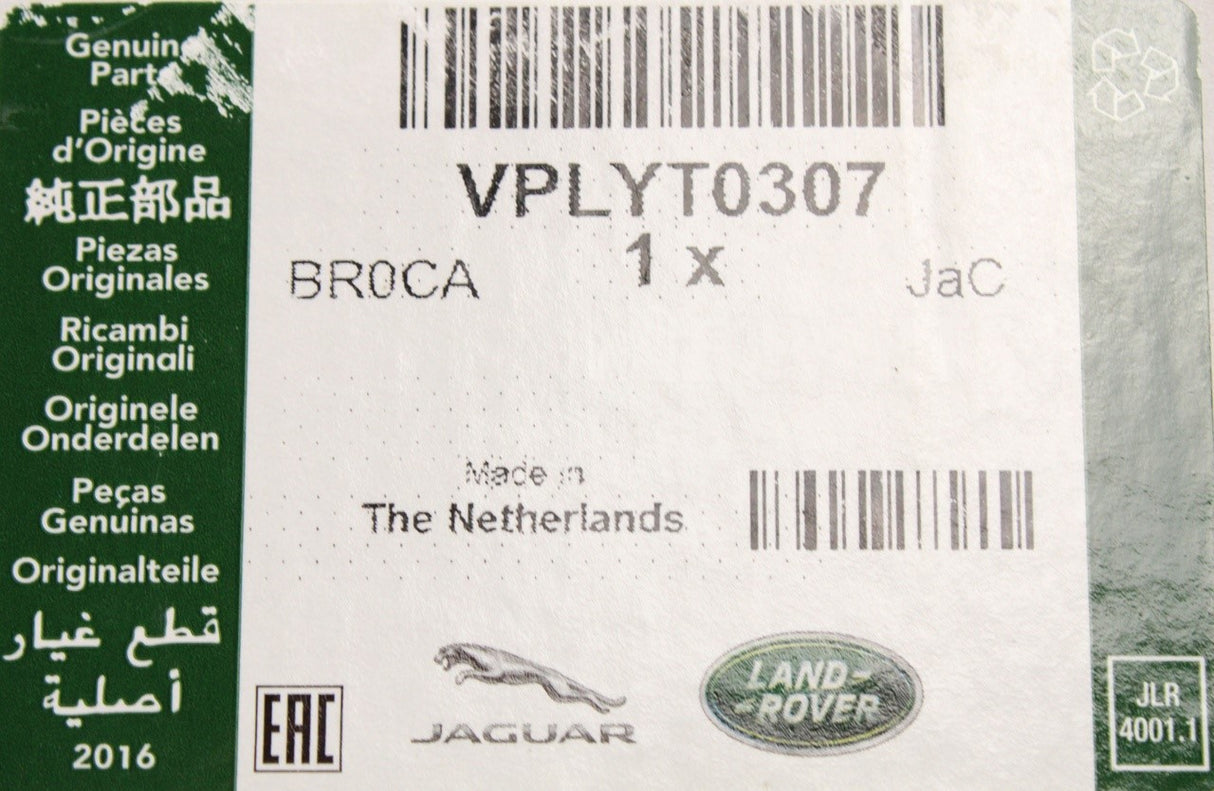 Genuine
Parts
Pièces
d'Origine
純正部品
Piezas
Originales
Ricambi
Originali
Originele
Onderdelen
Peças
Genuinas
Originalteile
قطع غيار
أصلية
2016
VPLYT0307
1 x
BR0CA
JaC
Made in
The Netherlands
EAC
JAGUAR
LAND-
-ROVER
JLR
4001.1